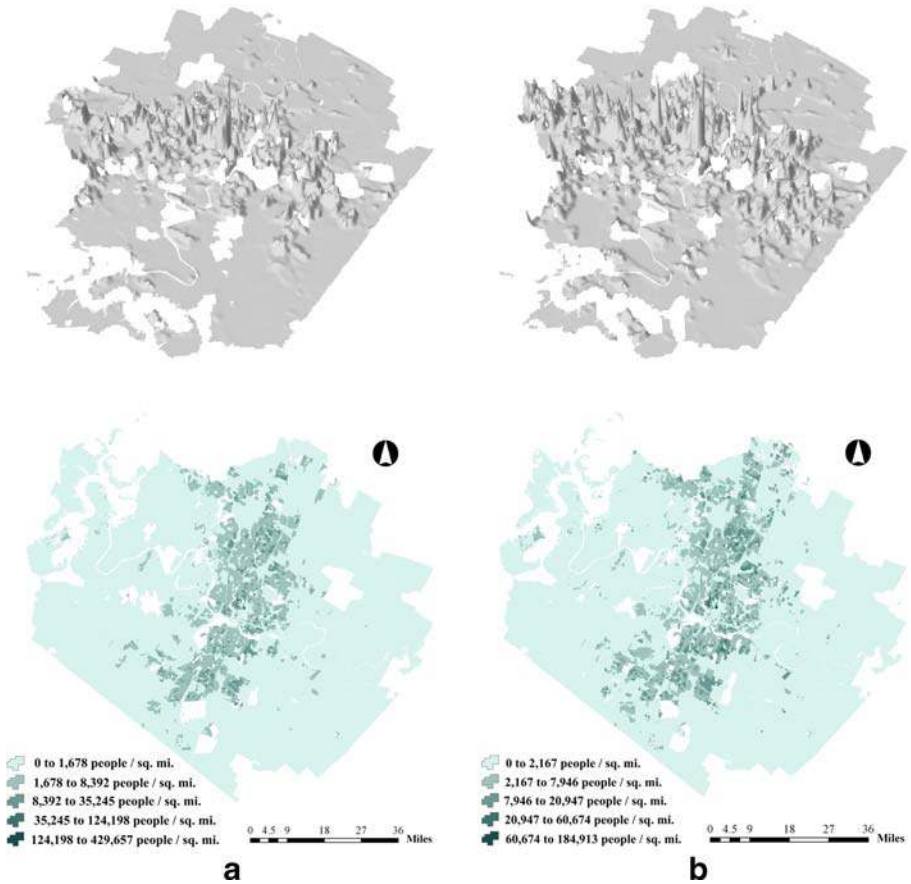 0 to 1,678 people / sq. mi.
1,678 to 8,392 people / sq. mi.
8,392 to 35,245 people / sq. mi.
35,245 to 124,198 people / sq. mi.
124,198 to 429,657 people / sq. mi.
0 4.5 9 18 27 36
Miles
a
0 to 2,167 people / sq. mi.
2,167 to 7,946 people / sq. mi.
7,946 to 20,947 people / sq. mi.
20,947 to 60,674 people / sq. mi.
60,674 to 184,913 people / sq. mi.
0 4.5 9 18 27 36
Miles
b